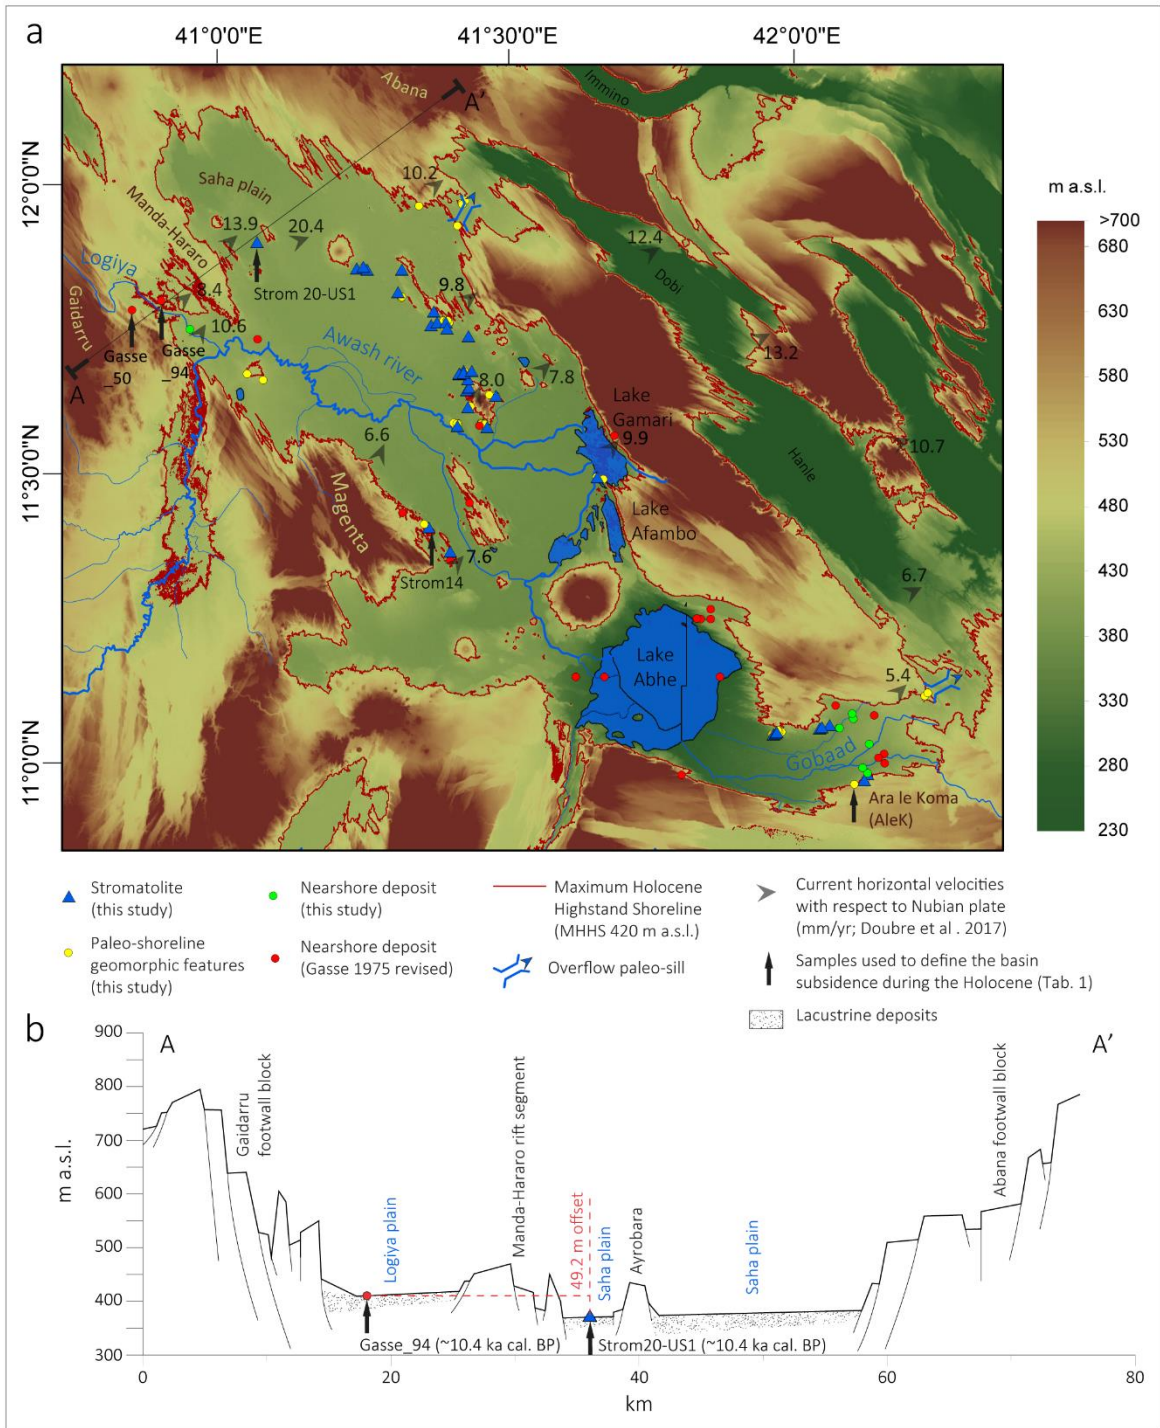 a
41°0'0"E
41°30'0"E
42°0'0"E
12°0'0"N
11°30'0"N
11°0'0"N
Abana
A'
Immino
Saha plain
Manda-Hararo
10.2
13.9
20.4
12.4
Dobi
Logiya
8.4
Strom 20-US1
9.8
Gaidarru
10.6
Gasse
_50
Gasse
_94
A
Awash river
13.2
8.0
7.8
Lake
Gamari
9.9
6.6
10.7
Hanle
Magenta
Lake
Afambo
7.6
Strom14
6.7
Lake
Abhe
5.4
Gobaad
Ara le Koma
(AleK)
m a.s.l.
>700
680
630
580
530
480
430
380
330
280
230
Stromatolite
(this study)
Paleo-shoreline
geomorphic features
(this study)
Nearshore deposit
(this study)
Nearshore deposit
(Gasse 1975 revised)
Maximum Holocene
Highstand Shoreline
(MHHS 420 m a.s.l.)
Overflow paleo-sill
Current horizontal velocities
with respect to Nubian plate
(mm/yr; Doubre et al . 2017)
Samples used to define the
basin subsidence during the Holocene (Tab. 1)
Lacustrine deposits
b
A
A'
900
800
700
600
500
400
300
m a.s.l.
Gaidarru
footwall block
Logiya plain
Manda-Hararo rift segment
49.2 m offset
Saha plain
Ayrobara
Saha plain
Abana footwall block
Gasse_94 (~10.4 ka cal. BP)
Strom20-US1 (~10.4 ka cal. BP)
0
20
40
60
80
km